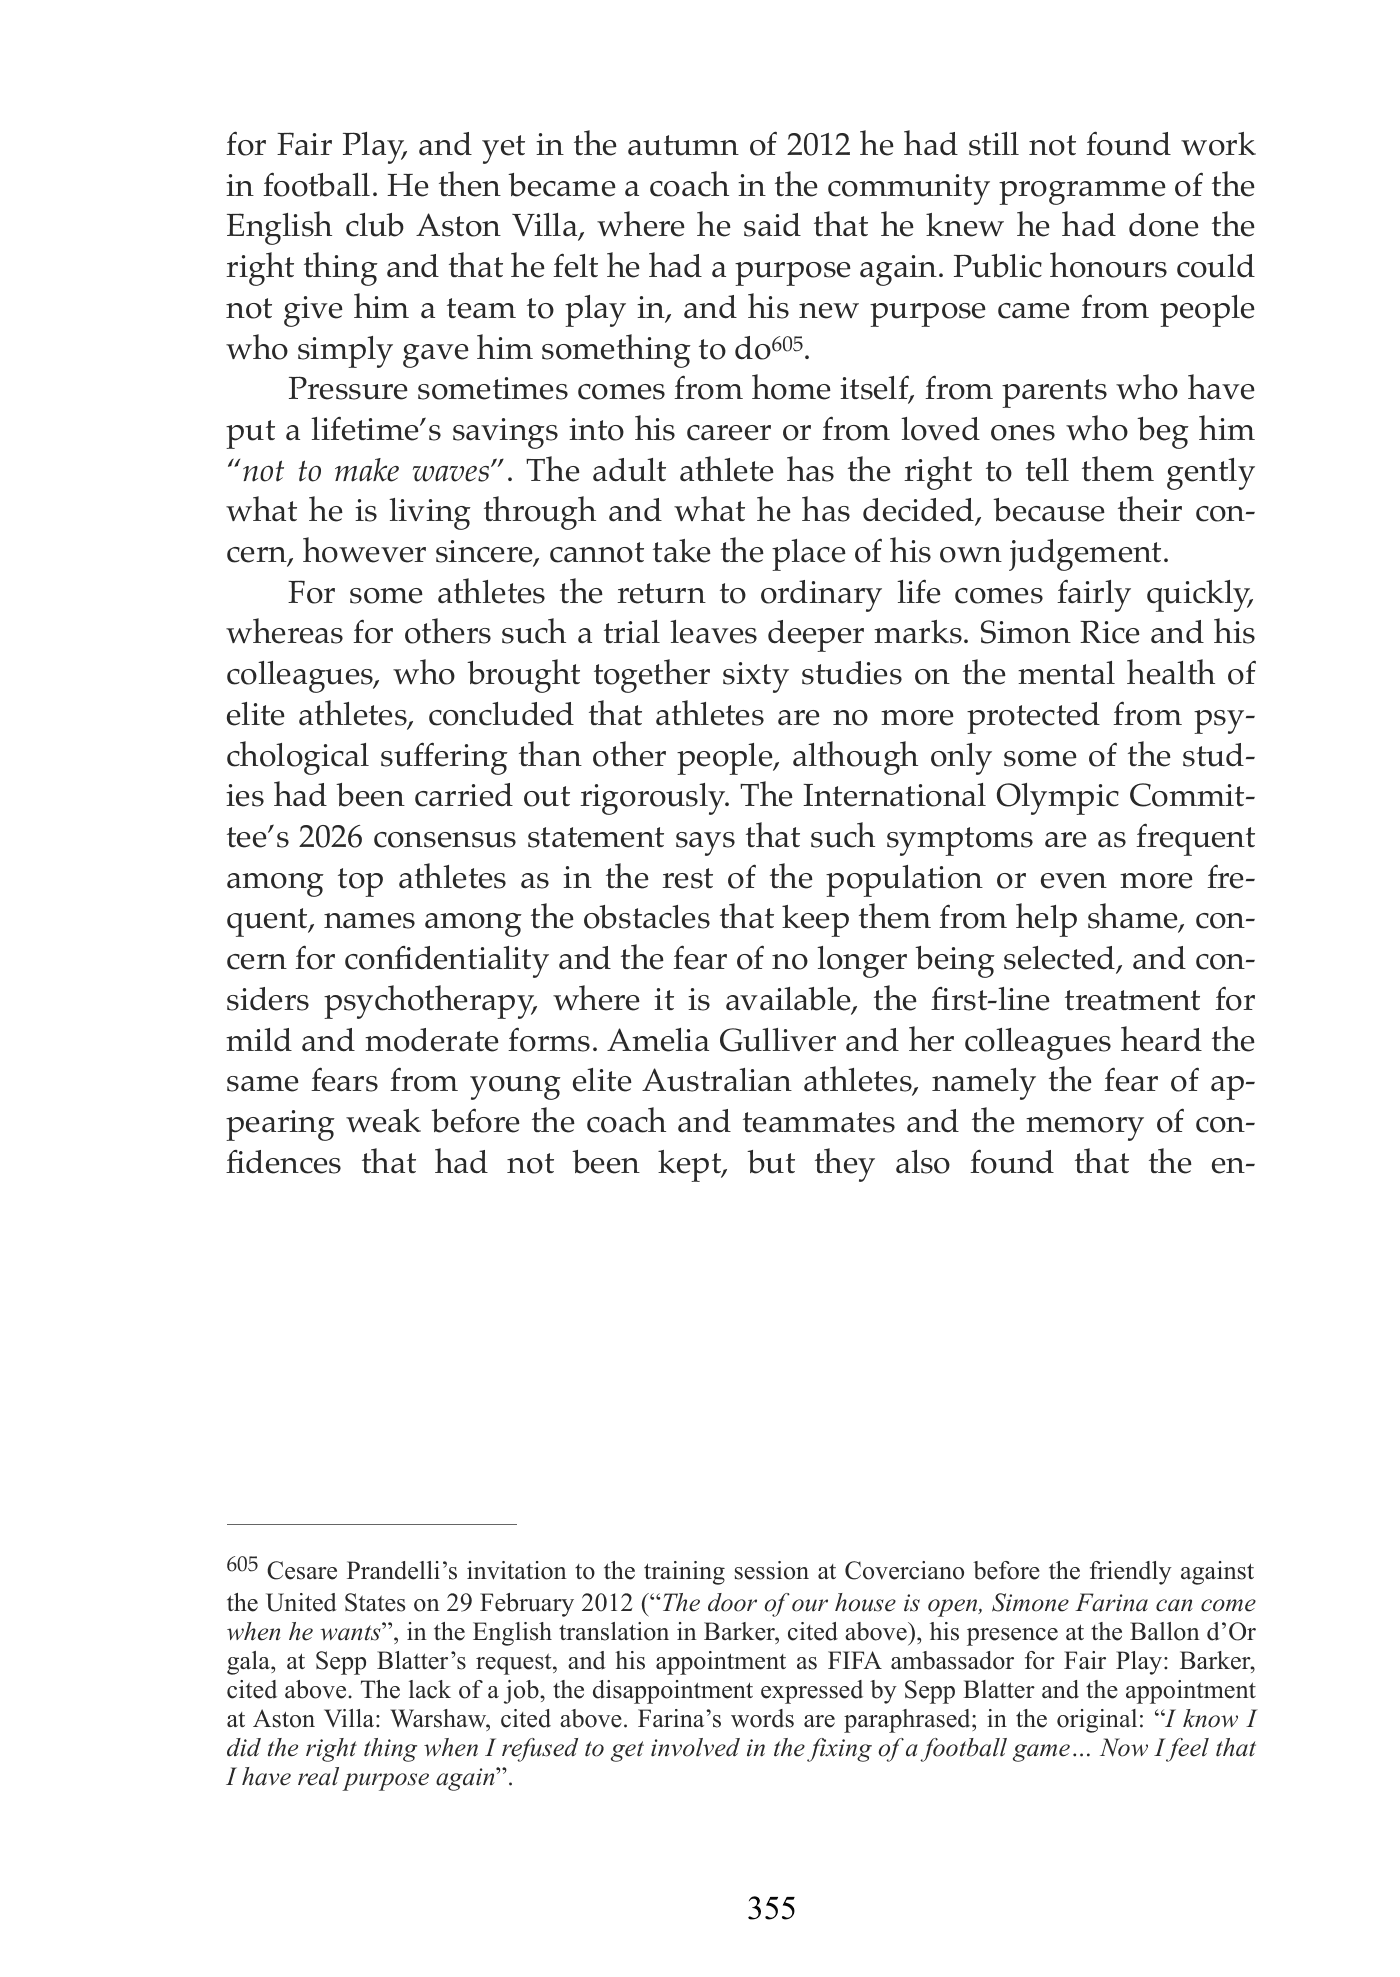 for Fair Play, and yet in the autumn of 2012 he had still not found work
in football. He then became a coach in the community programme of the
English club Aston Villa, where he said that he knew he had done the
right thing and that he felt he had a purpose again. Public honours could
not give him a team to play in, and his new purpose came from people
who simply gave him something to do605.
Pressure sometimes comes from home itself, from parents who have
put a lifetime’s savings into his career or from loved ones who beg him
“not to make waves”. The adult athlete has the right to tell them gently
what he is living through and what he has decided, because their con-
cern, however sincere, cannot take the place of his own judgement.
For some athletes the return to ordinary life comes fairly quickly,
whereas for others such a trial leaves deeper marks. Simon Rice and his
colleagues, who brought together sixty studies on the mental health of
elite athletes, concluded that athletes are no more protected from psy-
chological suffering than other people, although only some of the stud-
ies had been carried out rigorously. The International Olympic Commit-
tee’s 2026 consensus statement says that such symptoms are as frequent
among top athletes as in the rest of the population or even more fre-
quent, names among the obstacles that keep them from help shame, con-
cern for confidentiality and the fear of no longer being selected, and con-
siders psychotherapy, where it is available, the first-line treatment for
mild and moderate forms. Amelia Gulliver and her colleagues heard the
same fears from young elite Australian athletes, namely the fear of ap-
pearing weak before the coach and teammates and the memory of con-
fidences that had not been kept, but they also found that the en-
605 Cesare Prandelli’s invitation to the training session at Coverciano before the friendly against
the United States on 29 February 2012 (“The door of our house is open, Simone Farina can come
when he wants”, in the English translation in Barker, cited above), his presence at the Ballon d’Or
gala, at Sepp Blatter’s request, and his appointment as FIFA ambassador for Fair Play: Barker,
cited above. The lack of a job, the disappointment expressed by Sepp Blatter and the appointment
at Aston Villa: Warshaw, cited above. Farina’s words are paraphrased; in the original: “I know I
did the right thing when I refused to get involved in the fixing of a football game… Now I feel that
I have real purpose again”.
355